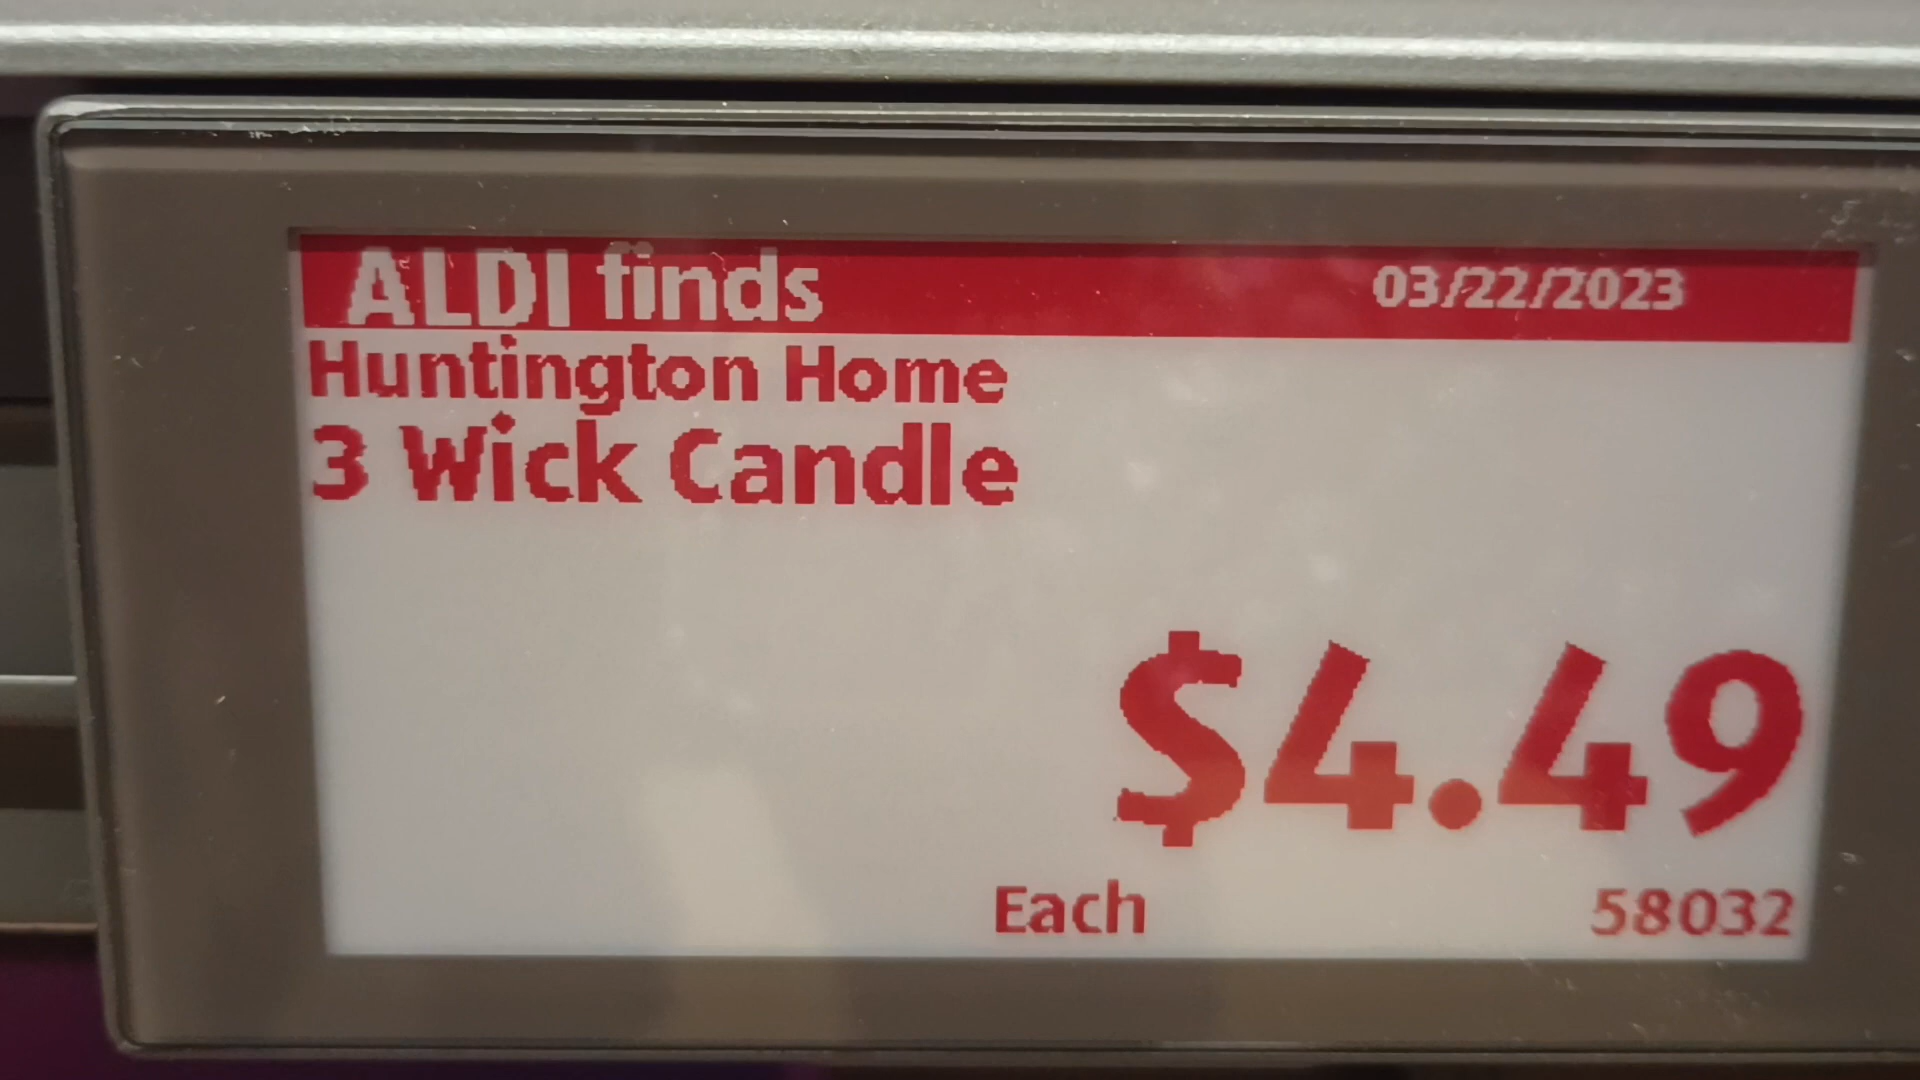 ALDI finds 03/22/2023
Huntington Home
3 Wick Candle
$4.49
Each 58032